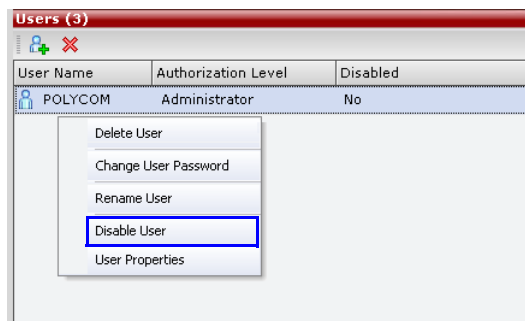 Users (3)
User Name Authorization Level Disabled
POLYCOM Administrator No
Delete User
Change User Password
Rename User
Disable User
User Properties